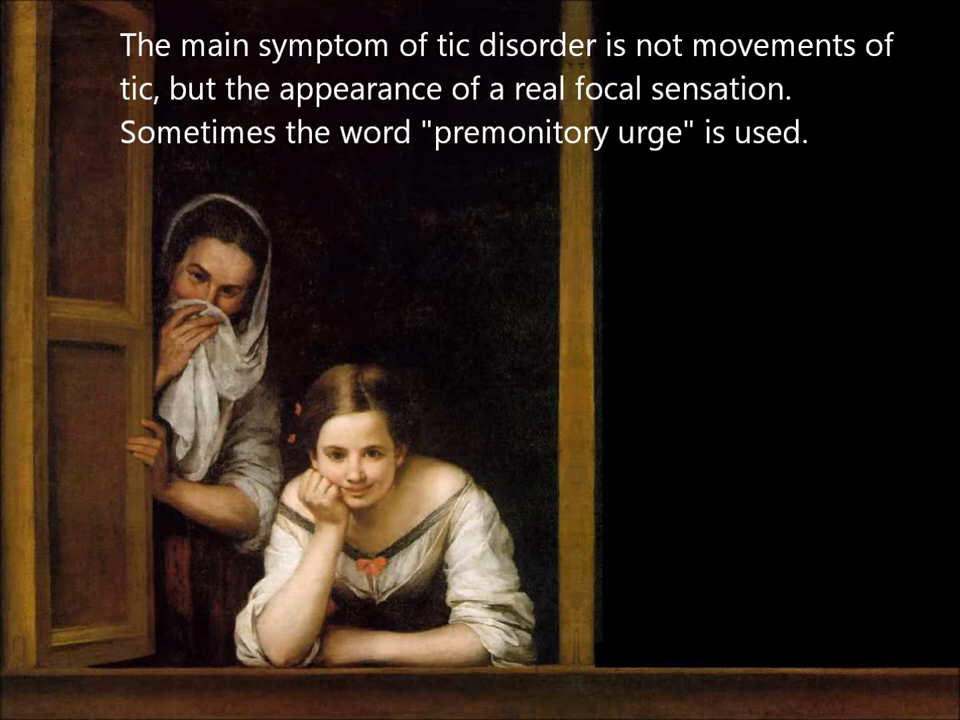 The main symptom of tic disorder is not movements of
tic, but the appearance of a real focal sensation.
Sometimes the word "premonitory urge" is used.